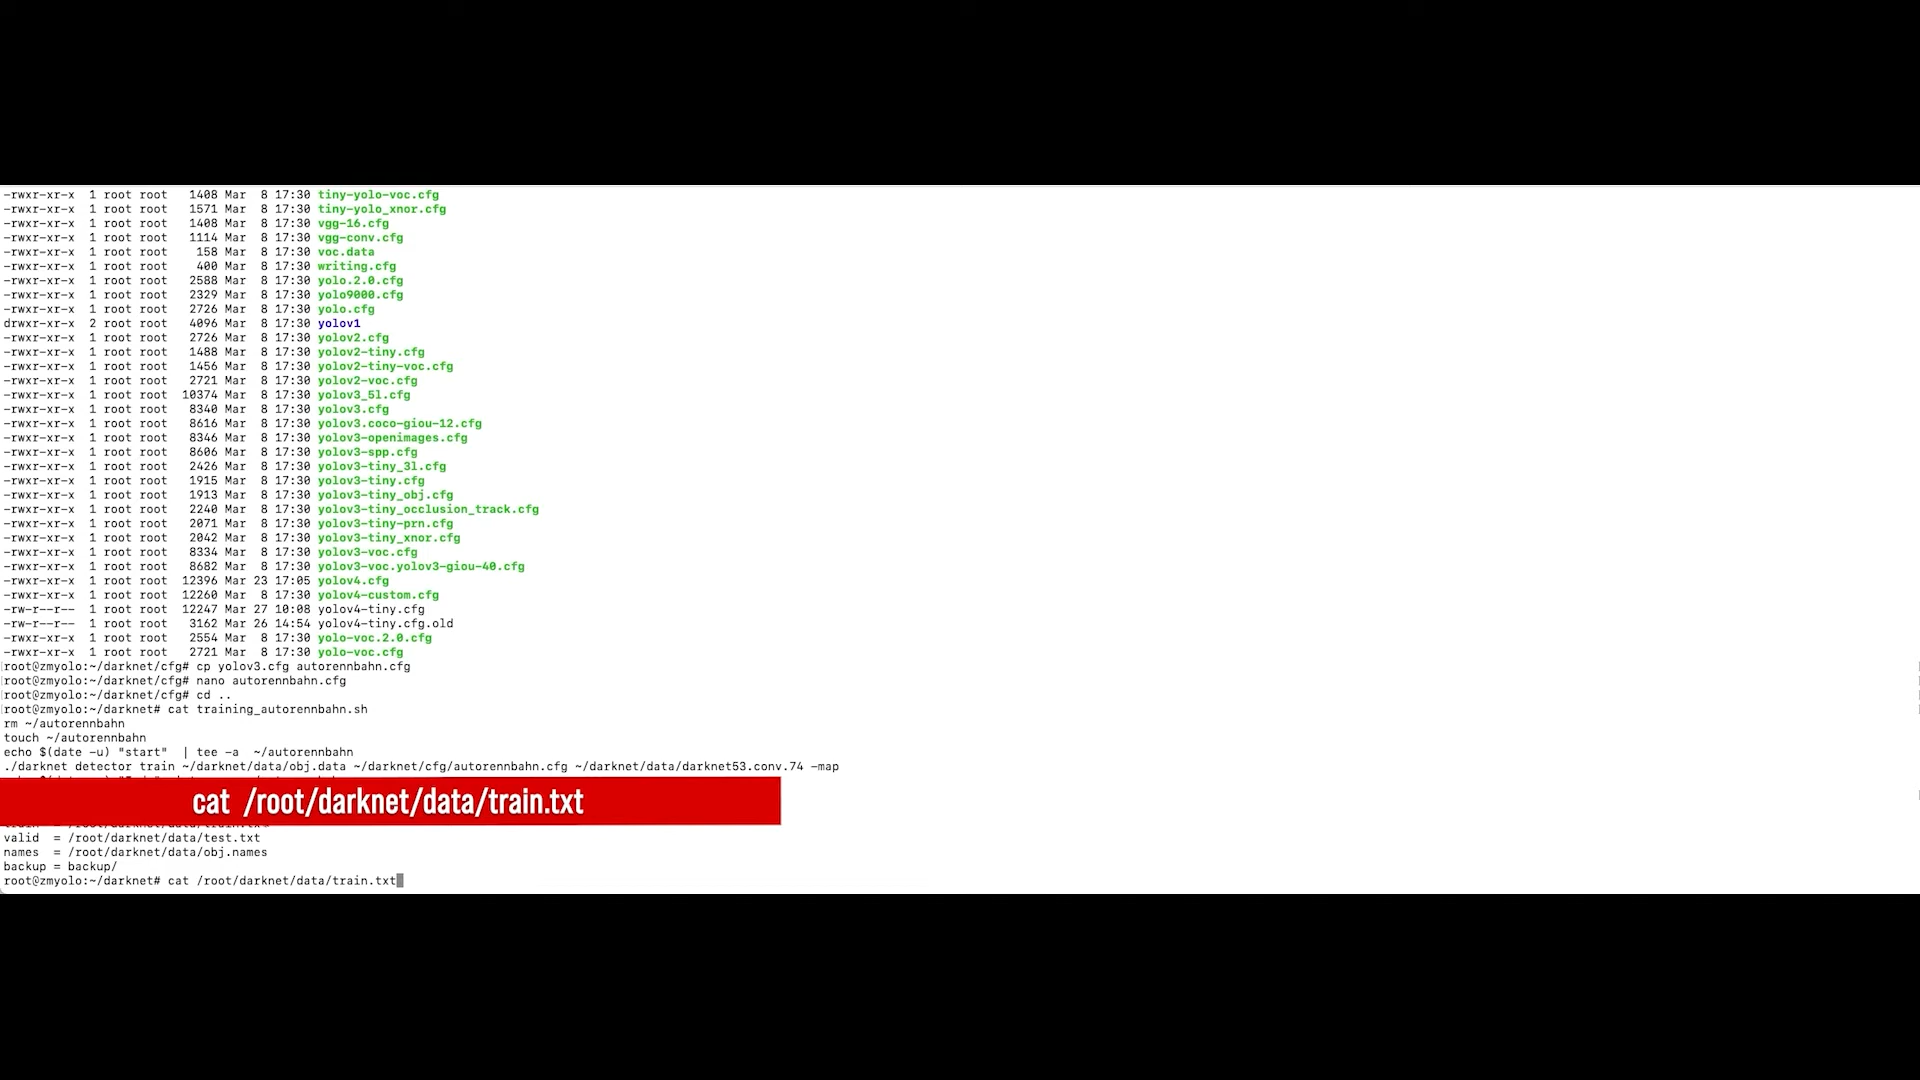 -rwxr-xr-x 1 root root 1408 Mar 8 17:30 tiny-yolo-voc.cfg
-rwxr-xr-x 1 root root 1571 Mar 8 17:30 tiny-yolo_xnor.cfg
-rwxr-xr-x 1 root root 1408 Mar 8 17:30 vgg-16.cfg
-rwxr-xr-x 1 root root 1114 Mar 8 17:30 vgg-conv.cfg
-rwxr-xr-x 1 root root 158 Mar 8 17:30 voc.data
-rwxr-xr-x 1 root root 400 Mar 8 17:30 writing.cfg
-rwxr-xr-x 1 root root 2588 Mar 8 17:30 yolo.2.0.cfg
-rwxr-xr-x 1 root root 2329 Mar 8 17:30 yolo9000.cfg
-rwxr-xr-x 1 root root 2726 Mar 8 17:30 yolo.cfg
drwxr-xr-x 2 root root 4096 Mar 8 17:30 yolov1
-rwxr-xr-x 1 root root 2726 Mar 8 17:30 yolov2.cfg
-rwxr-xr-x 1 root root 1488 Mar 8 17:30 yolov2-tiny.cfg
-rwxr-xr-x 1 root root 1456 Mar 8 17:30 yolov2-tiny-voc.cfg
-rwxr-xr-x 1 root root 2721 Mar 8 17:30 yolov2-voc.cfg
-rwxr-xr-x 1 root root 10374 Mar 8 17:30 yolov3_5l.cfg
-rwxr-xr-x 1 root root 8340 Mar 8 17:30 yolov3.cfg
-rwxr-xr-x 1 root root 8616 Mar 8 17:30 yolov3.coco-giou-12.cfg
-rwxr-xr-x 1 root root 8346 Mar 8 17:30 yolov3-openimages.cfg
-rwxr-xr-x 1 root root 8606 Mar 8 17:30 yolov3-spp.cfg
-rwxr-xr-x 1 root root 2426 Mar 8 17:30 yolov3-tiny_3l.cfg
-rwxr-xr-x 1 root root 1915 Mar 8 17:30 yolov3-tiny.cfg
-rwxr-xr-x 1 root root 1913 Mar 8 17:30 yolov3-tiny_obj.cfg
-rwxr-xr-x 1 root root 2240 Mar 8 17:30 yolov3-tiny_occlusion_track.cfg
-rwxr-xr-x 1 root root 2071 Mar 8 17:30 yolov3-tiny-prn.cfg
-rwxr-xr-x 1 root root 2042 Mar 8 17:30 yolov3-tiny_xnor.cfg
-rwxr-xr-x 1 root root 8334 Mar 8 17:30 yolov3-voc.cfg
-rwxr-xr-x 1 root root 8682 Mar 8 17:30 yolov3-voc.yolov3-giou-40.cfg
-rwxr-xr-x 1 root root 12396 Mar 23 17:05 yolov4.cfg
-rwxr-xr-x 1 root root 12260 Mar 8 17:30 yolov4-custom.cfg
-rw-r--r-- 1 root root 12247 Mar 27 10:08 yolov4-tiny.cfg
-rw-r--r-- 1 root root 3162 Mar 26 14:54 yolov4-tiny.cfg.old
-rwxr-xr-x 1 root root 2554 Mar 8 17:30 yolo-voc.2.0.cfg
-rwxr-xr-x 1 root root 2721 Mar 8 17:30 yolo-voc.cfg
root@zmyolo:~/darknet/cfg# cp yolov3.cfg autorennbahn.cfg
root@zmyolo:~/darknet/cfg# nano autorennbahn.cfg
root@zmyolo:~/darknet/cfg# cd ..
root@zmyolo:~/darknet# cat training_autorennbahn.sh
rm ~/autorennbahn
touch ~/autorennbahn
echo $(date -u) "start" | tee -a ~/autorennbahn
./darknet detector train ~/darknet/data/obj.data ~/darknet/cfg/autorennbahn.cfg ~/darknet/data/darknet53.conv.74 -map
cat /root/darknet/data/train.txt
valid = /root/darknet/data/test.txt
names = /root/darknet/data/obj.names
backup = backup/
root@zmyolo:~/darknet# cat /root/darknet/data/train.txt